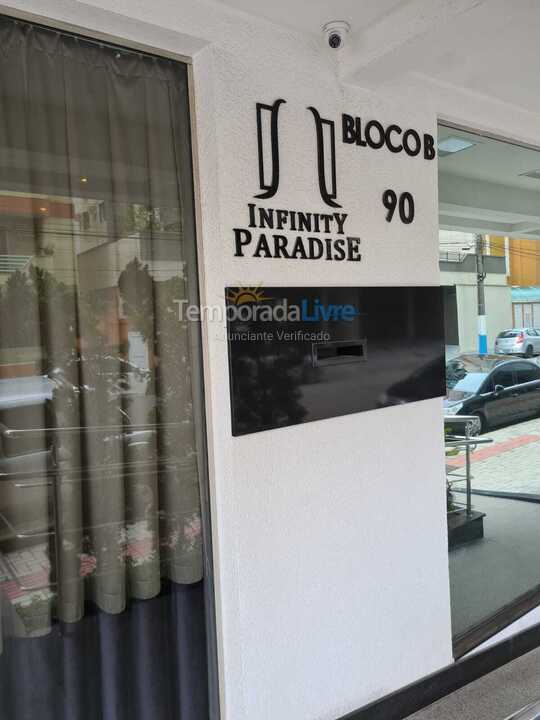 BLOCO B
90
INFINITY
PARADISE
TemporadaLivre
Anunciante Verificado